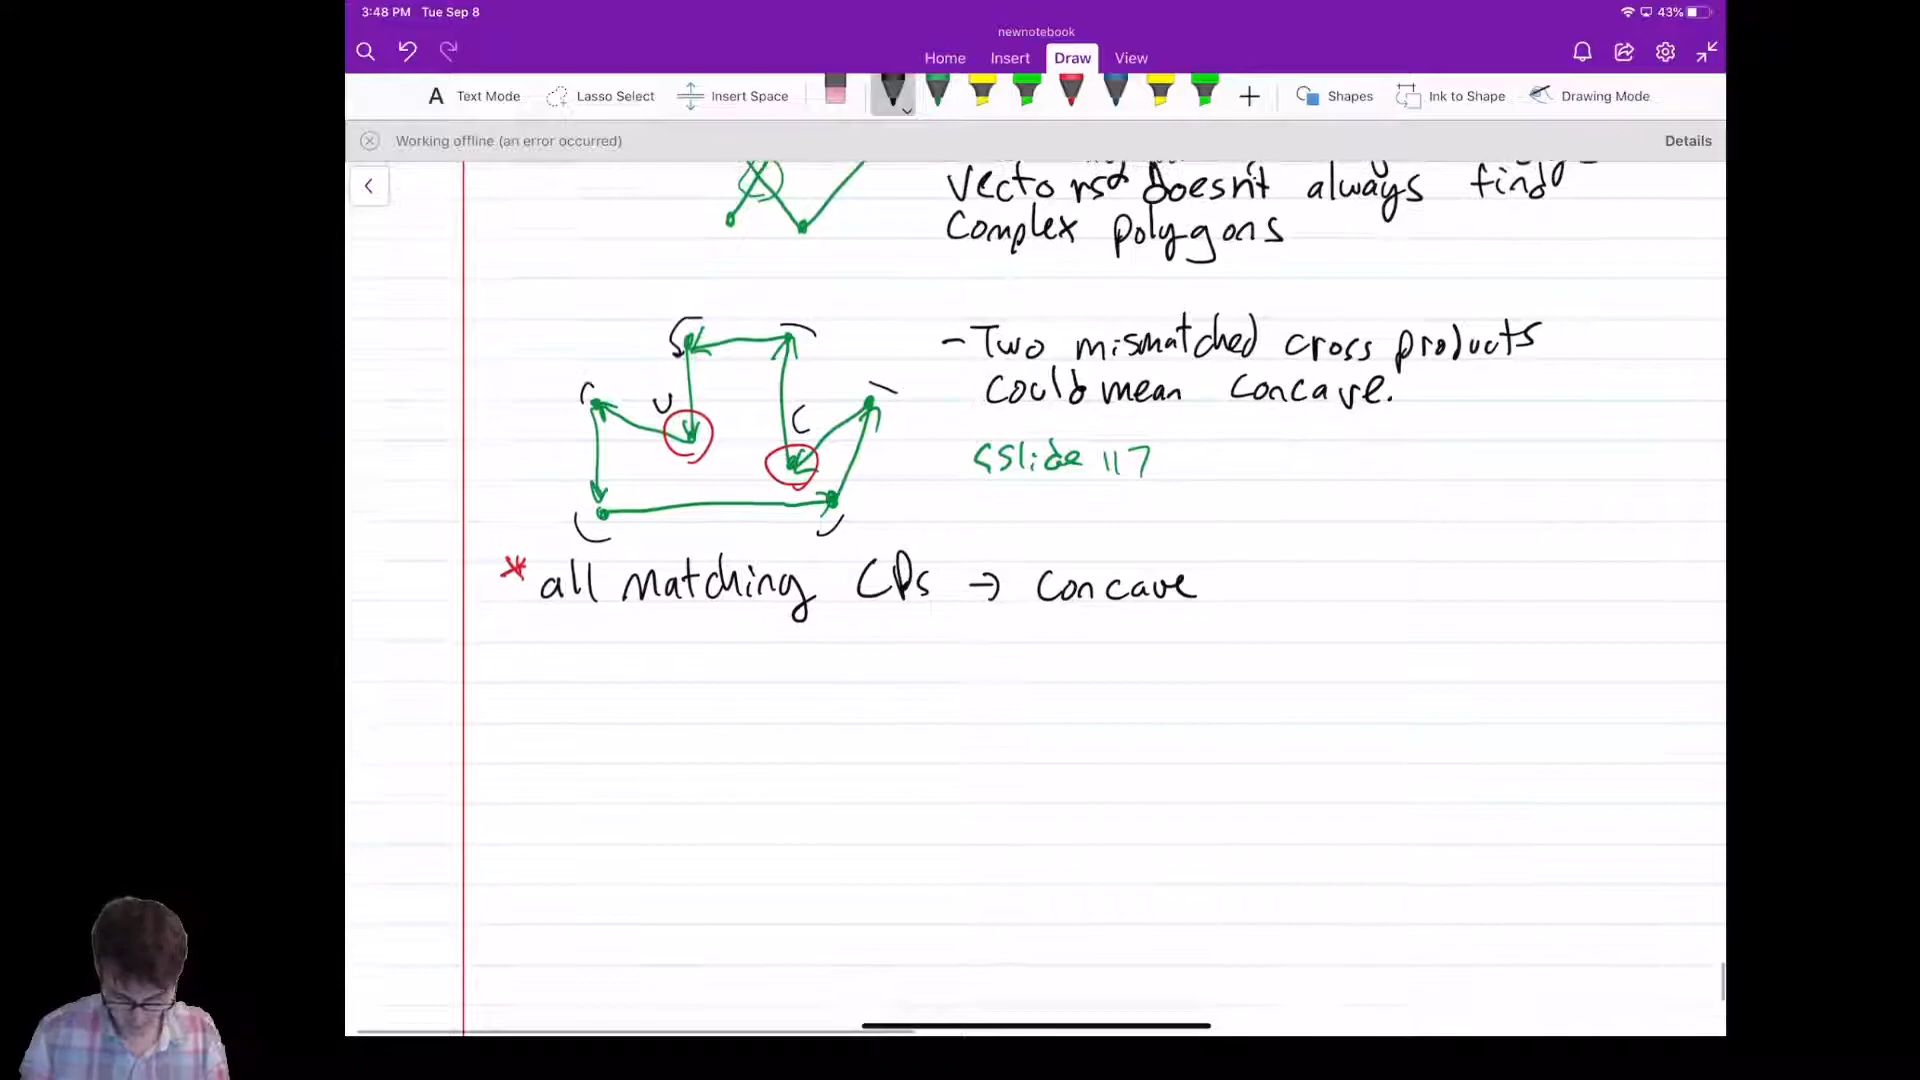 3:48 PM Tue Sep 8
43%
newnotebook
Home Insert Draw View
A Text Mode Lasso Select Insert Space Shapes Ink to Shape Drawing Mode
Working offline (an error occurred) Details
vectors doesn't always find
complex polygons
- Two mismatched cross products
could mean concave.
Slide 117
* all matching CPs → concave